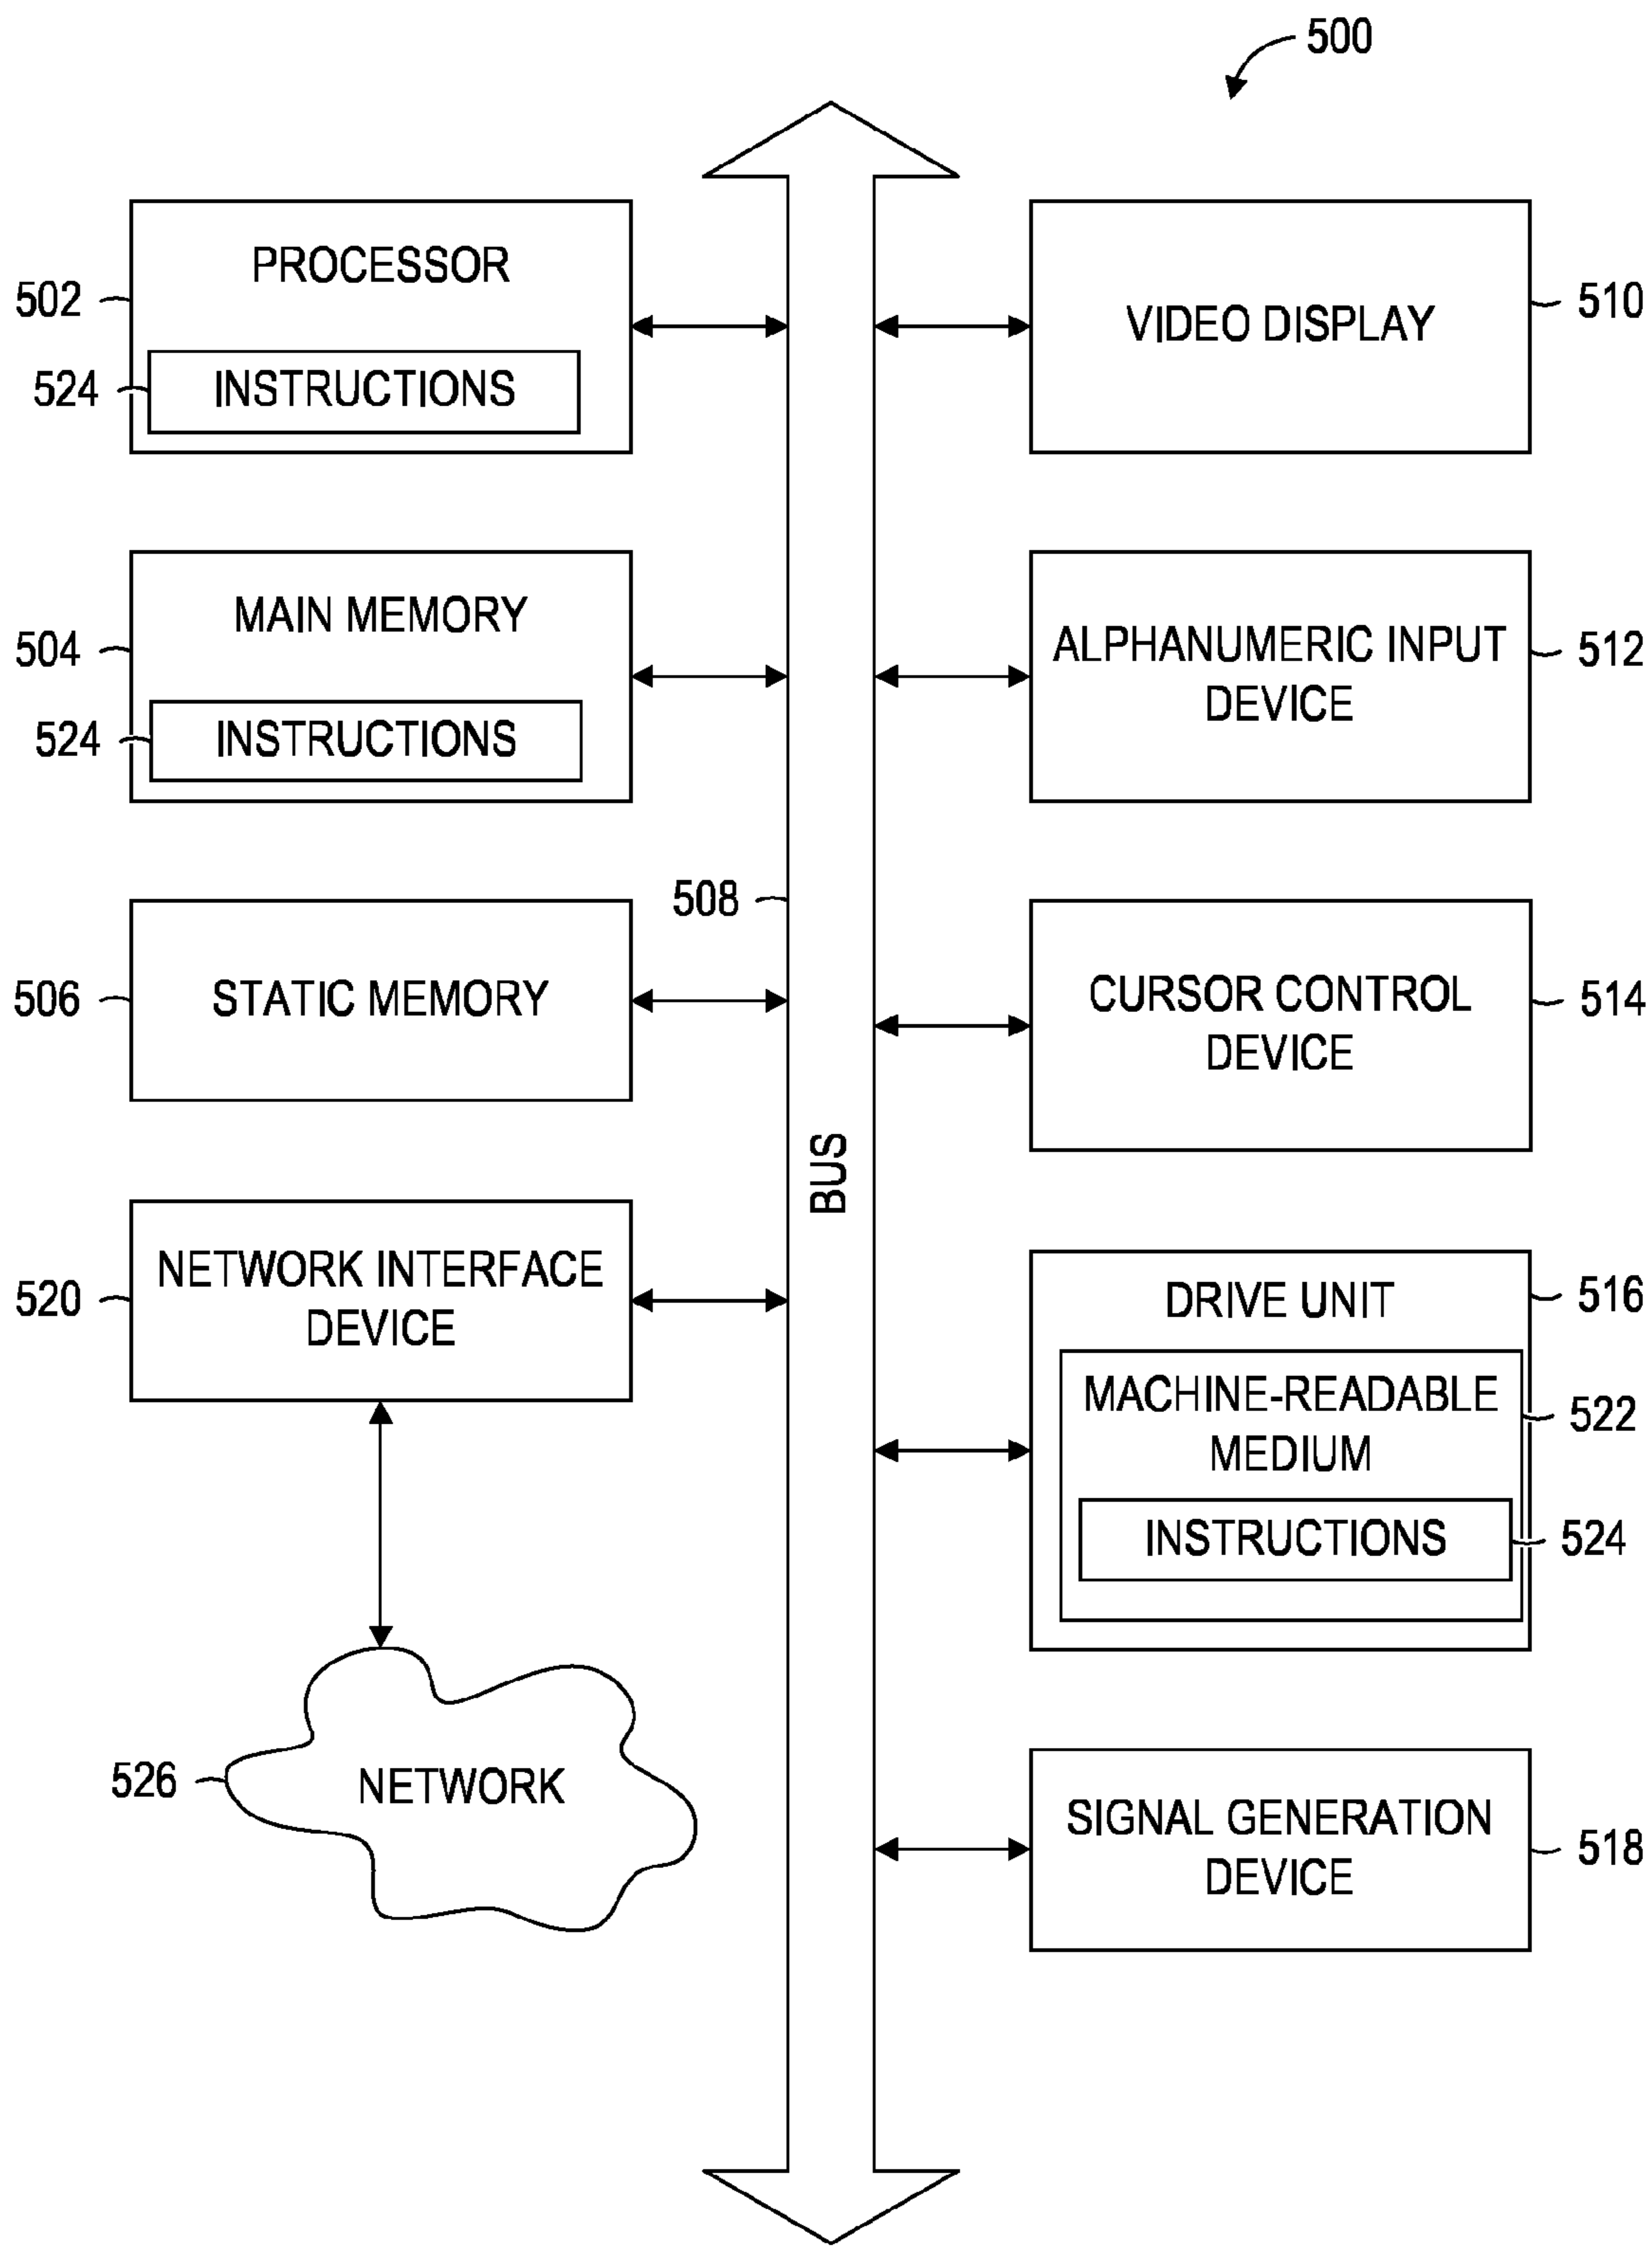 500
PROCESSOR
502
524
INSTRUCTIONS
VIDEO DISPLAY
510
MAIN MEMORY
504
524
INSTRUCTIONS
ALPHANUMERIC INPUT
DEVICE
512
506
STATIC MEMORY
508
CURSOR CONTROL
DEVICE
514
BUS
520
NETWORK INTERFACE
DEVICE
DRIVE UNIT
516
MACHINE-READABLE
MEDIUM
522
INSTRUCTIONS
524
526
NETWORK
SIGNAL GENERATION
DEVICE
518